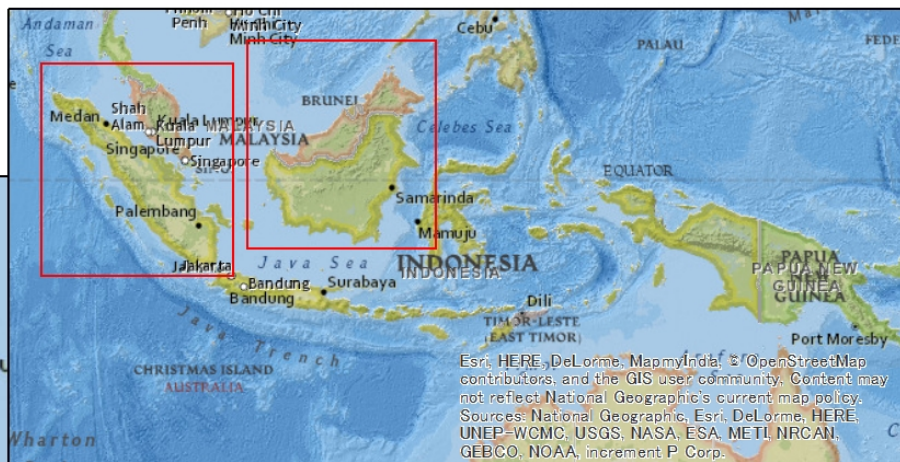 Andaman
Sea
Penh
Ho Chi
Minh City
Minh City
Cebu
PALAU
FEDE
BRUNEI
Medan
Shah
Alam
Kuala Lumpur
Kuala
Lumpur
MALAYSIA
MALAYSIA
Celebes Sea
Singapore
Singapore
EQUATOR
Samarinda
Palembang
Mamuju
Jakarta
Jakarta
Java Sea
INDONESIA
INDONESIA
PAPUA
NEW
GUINEA
PAPUA NEW
GUINEA
Bandung
Bandung
Surabaya
Dili
TIMOR-LESTE
(EAST TIMOR)
Port Moresby
Java Trench
CHRISTMAS ISLAND
AUSTRALIA
Wharton
Esri, HERE, DeLorme, MapmyIndia, © OpenStreetMap
contributors, and the GIS user community, Content may
not reflect National Geographic's current map policy.
Sources: National Geographic, Esri, DeLorme, HERE,
UNEP-WCMC, USGS, NASA, ESA, METI, NRCAN,
GEBCO, NOAA, increment P Corp.